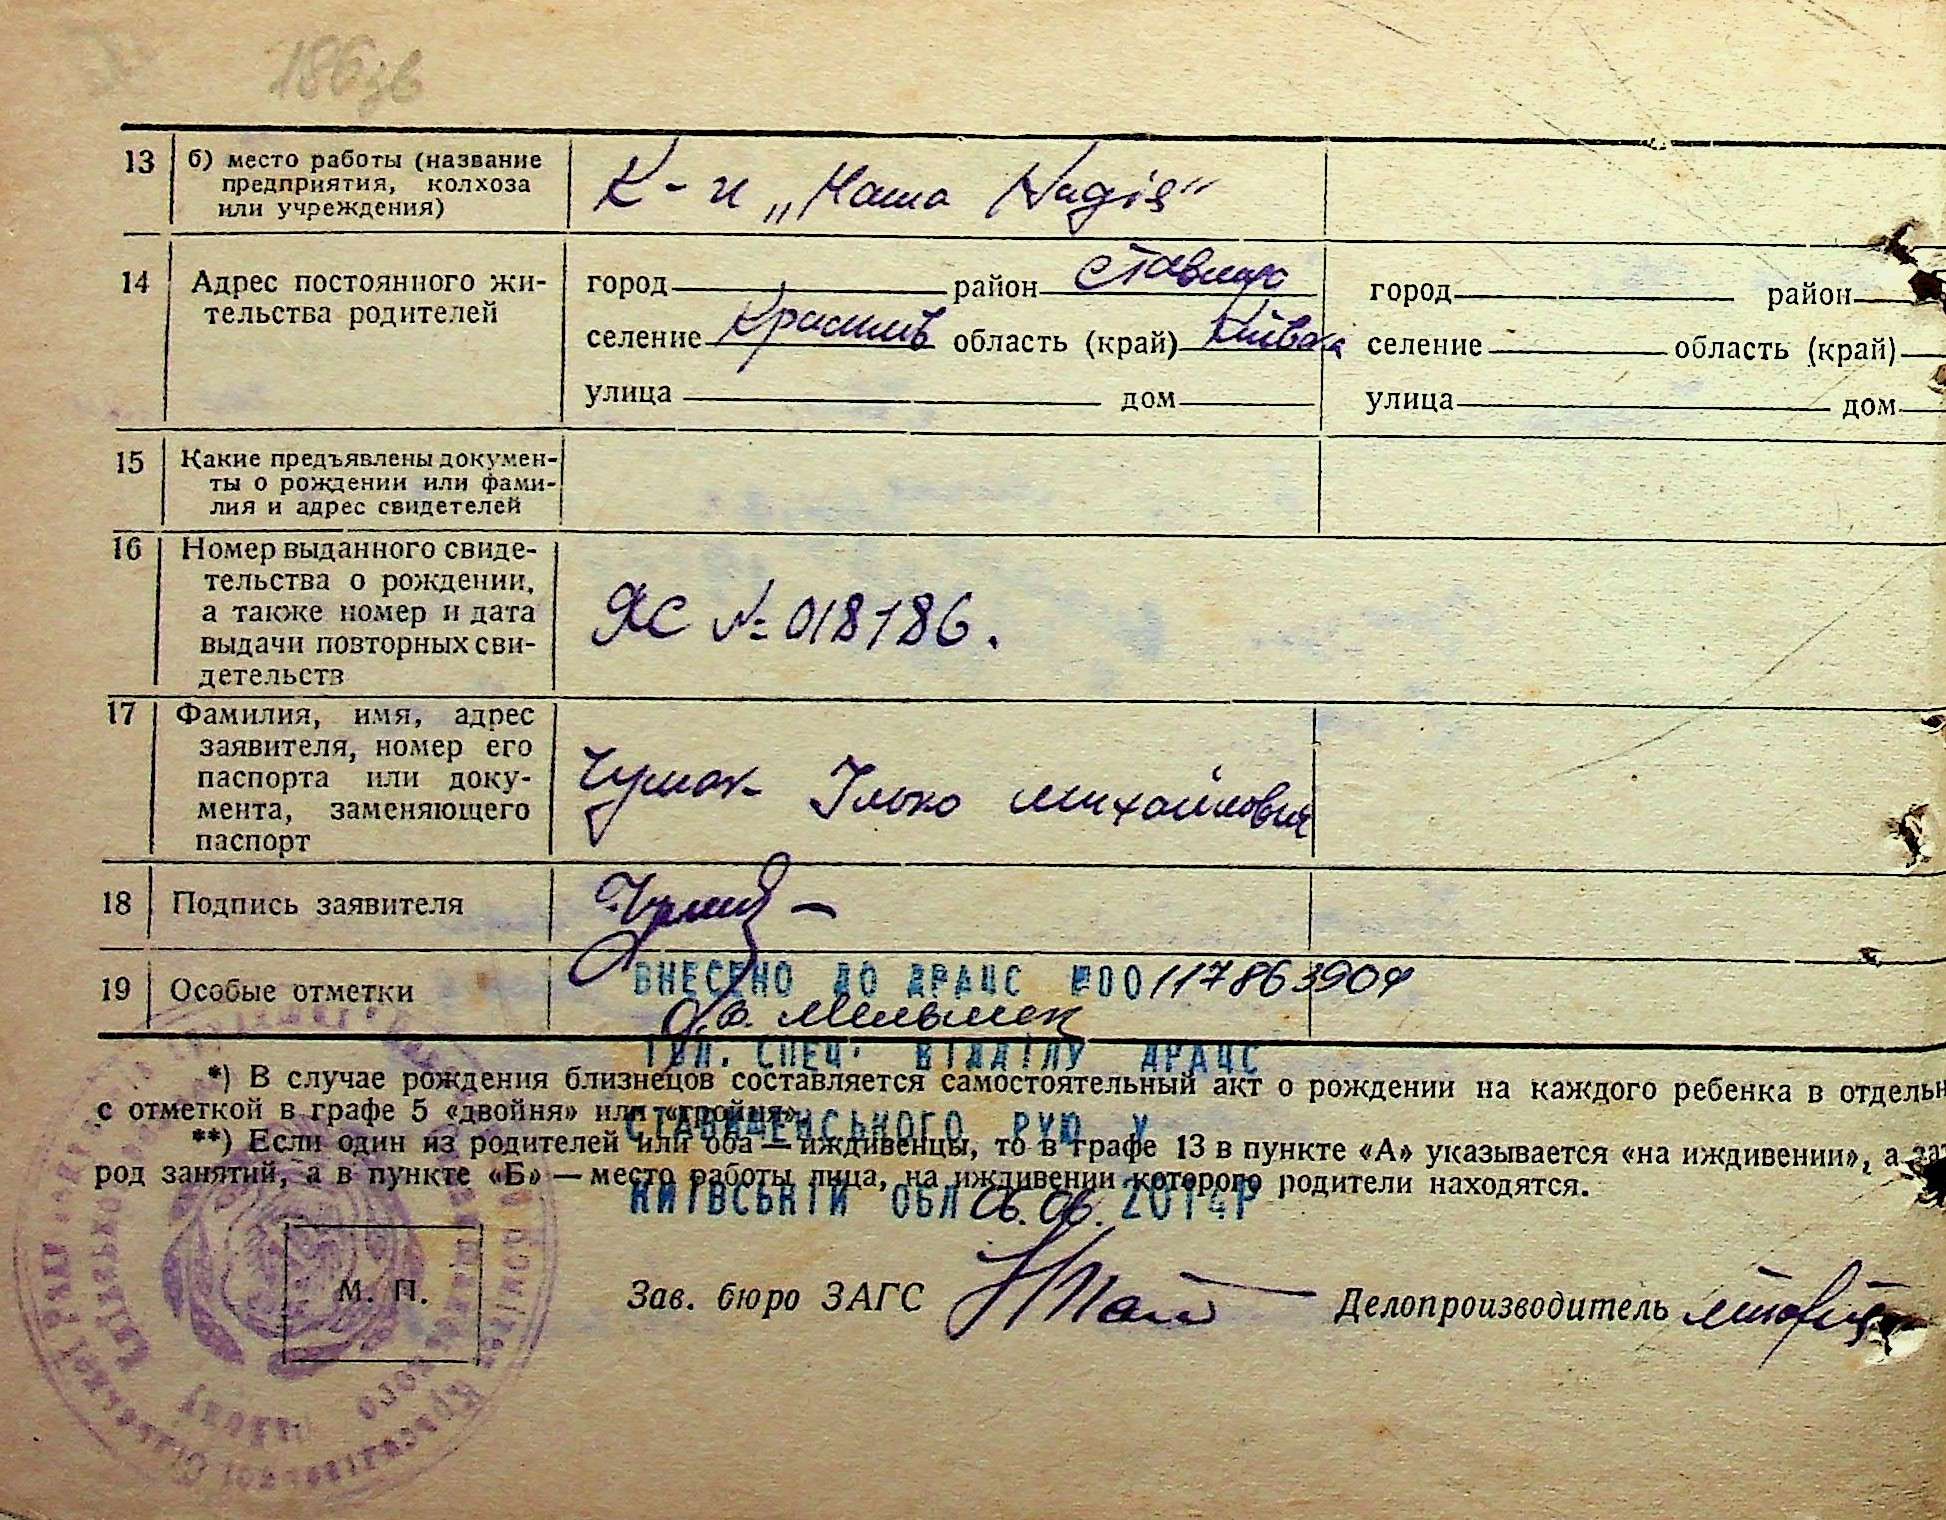 186зв
13 б) место работы (название
предприятия, колхоза
или учреждения)
К-п „Наша Надія"
14 Адрес постоянного жи-
тельства родителей
город район Ставищ
селение область (край) Київська
улица дом
город район
селение область (край)
улица дом
15 Какие предъявлены докумен-
ты о рождении или фами-
лия и адрес свидетелей
16 Номер выданного свиде-
тельства о рождении,
а также номер и дата
выдачи повторных сви-
детельств
ЯС № 018186.
17 Фамилия, имя, адрес
заявителя, номер его
паспорта или доку-
мента, заменяющего
паспорт
Чумак Ілько Михайлович
18 Подпись заявителя
19 Особые отметки
ВНЕСЕНО ДО ДРАЦС №00117863904
Мельник
СПЕЦ. ВІДДІЛУ ДРАЦС
*) В случае рождения близнецов составляется самостоятельный акт о рождении на каждого ребенка в отдельн
с отметкой в графе 5 «двойня» или «тройня».
СТАВИЩЕНСЬКОГО РУЮ У
**) Если один из родителей или оба — иждивенцы, то в графе 13 в пункте «А» указывается «на иждивении», а зат
род занятий, а в пункте «Б» — место работы лица, на иждивении которого родители находятся.
КИЇВСЬКІЙ ОБЛ 06.06. 2014Р
М. П.
Зав. бюро ЗАГС
Делопроизводитель